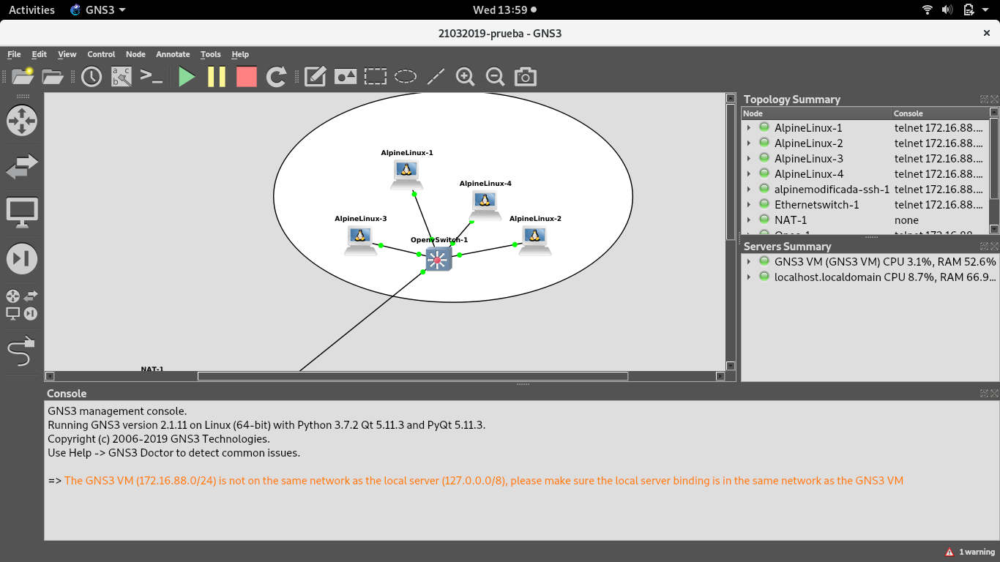 Activities GNS3 Wed 13:59
21032019-prueba - GNS3
File Edit View Control Node Annotate Tools Help
Topology Summary
Node Console
AlpineLinux-1 telnet 172.16.88....
AlpineLinux-2 telnet 172.16.88....
AlpineLinux-3 telnet 172.16.88....
AlpineLinux-4 telnet 172.16.88....
alpinemodificada-ssh-1 telnet 172.16.88....
Ethernetswitch-1 telnet 172.16.88....
NAT-1 none
AlpineLinux-1
AlpineLinux-4
AlpineLinux-3
AlpineLinux-2
OpenvSwitch-1
NAT-1
Servers Summary
GNS3 VM (GNS3 VM) CPU 3.1%, RAM 52.6%
localhost.localdomain CPU 8.7%, RAM 66.9...
Console
GNS3 management console.
Running GNS3 version 2.1.11 on Linux (64-bit) with Python 3.7.2 Qt 5.11.3 and PyQt 5.11.3.
Copyright (c) 2006-2019 GNS3 Technologies.
Use Help -> GNS3 Doctor to detect common issues.
=> The GNS3 VM (172.16.88.0/24) is not on the same network as the local server (127.0.0.0/8), please make sure the local server binding is in the same network as the GNS3 VM
1 warning